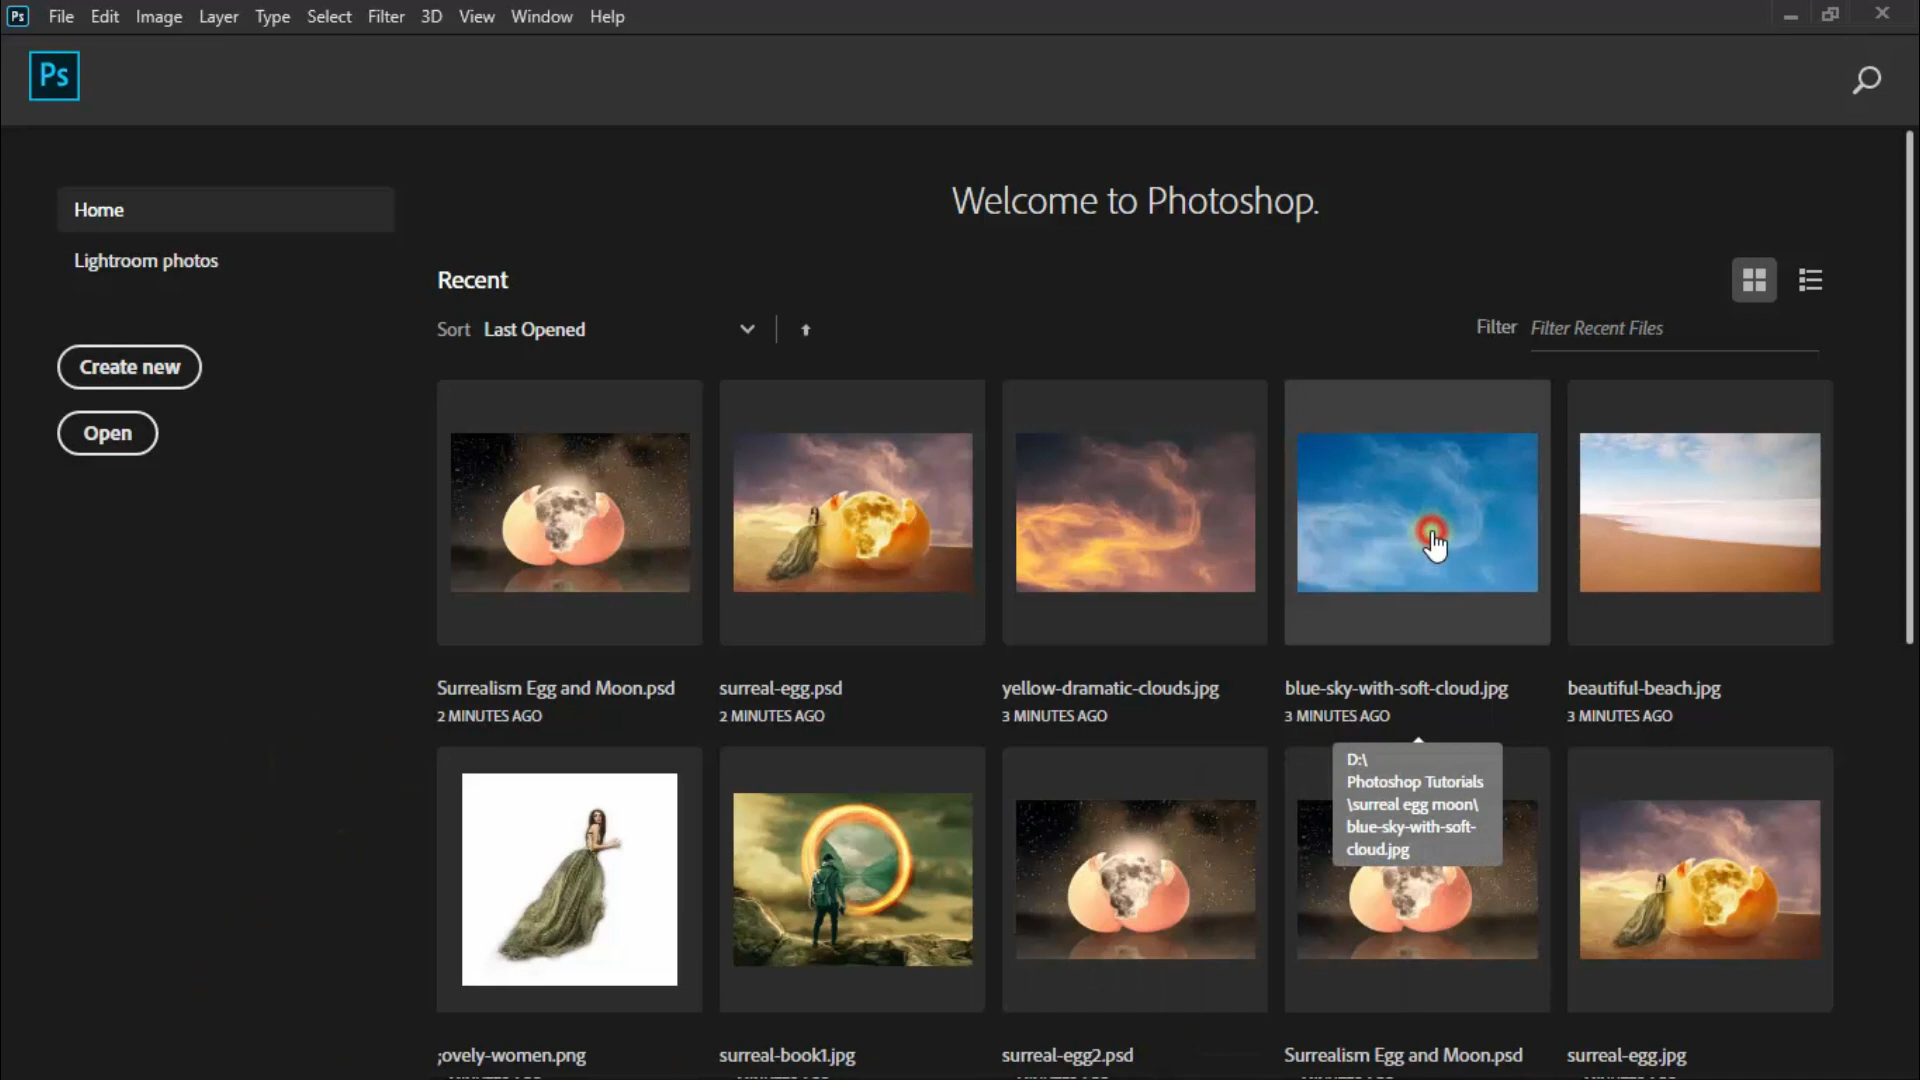 Ps File Edit Image Layer Type Select Filter 3D View Window Help
Ps
Home
Lightroom photos
Create new
Open
Welcome to Photoshop.
Recent
Sort Last Opened
Filter Filter Recent Files
Surrealism Egg and Moon.psd
2 MINUTES AGO
surreal-egg.psd
2 MINUTES AGO
yellow-dramatic-clouds.jpg
3 MINUTES AGO
blue-sky-with-soft-cloud.jpg
3 MINUTES AGO
beautiful-beach.jpg
3 MINUTES AGO
D:\
Photoshop Tutorials
\surreal egg moon\
blue-sky-with-soft-
cloud.jpg
;ovely-women.png
surreal-book1.jpg
surreal-egg2.psd
Surrealism Egg and Moon.psd
surreal-egg.jpg